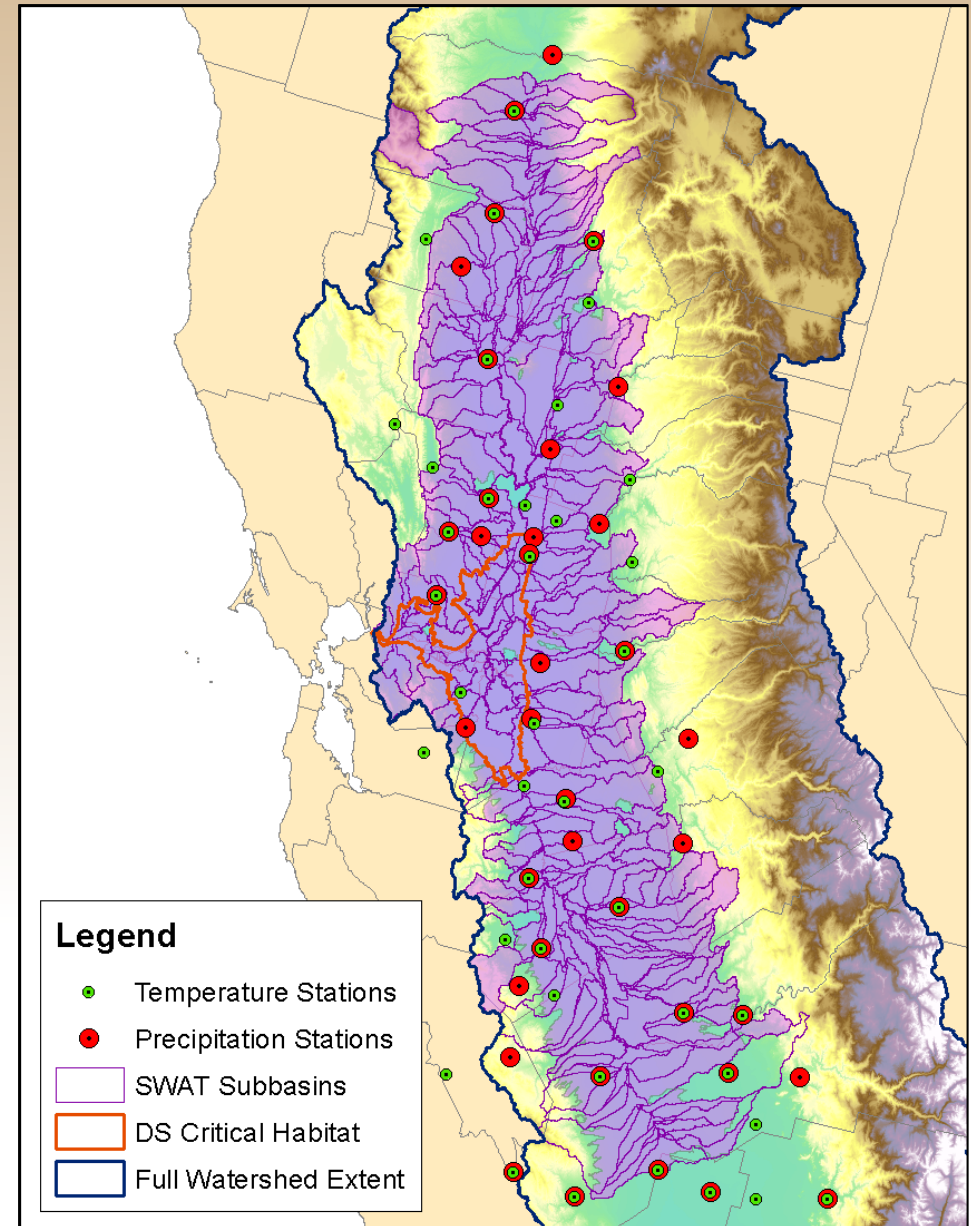 Legend
Temperature Stations
Precipitation Stations
SWAT Subbasins
DS Critical Habitat
Full Watershed Extent